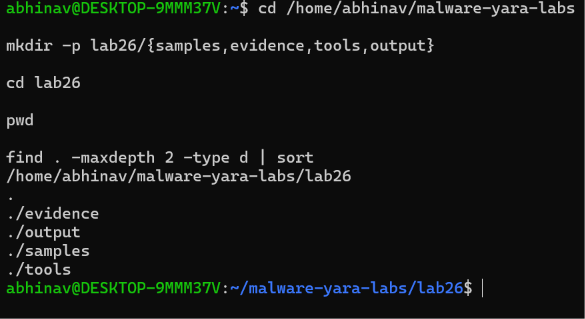 abhinav@DESKTOP-9MMM37V:~$ cd /home/abhinav/malware-yara-labs
mkdir -p lab26/{samples,evidence,tools,output}
cd lab26
pwd
find . -maxdepth 2 -type d | sort
/home/abhinav/malware-yara-labs/lab26
.
./evidence
./output
./samples
./tools
abhinav@DESKTOP-9MMM37V:~/malware-yara-labs/lab26$